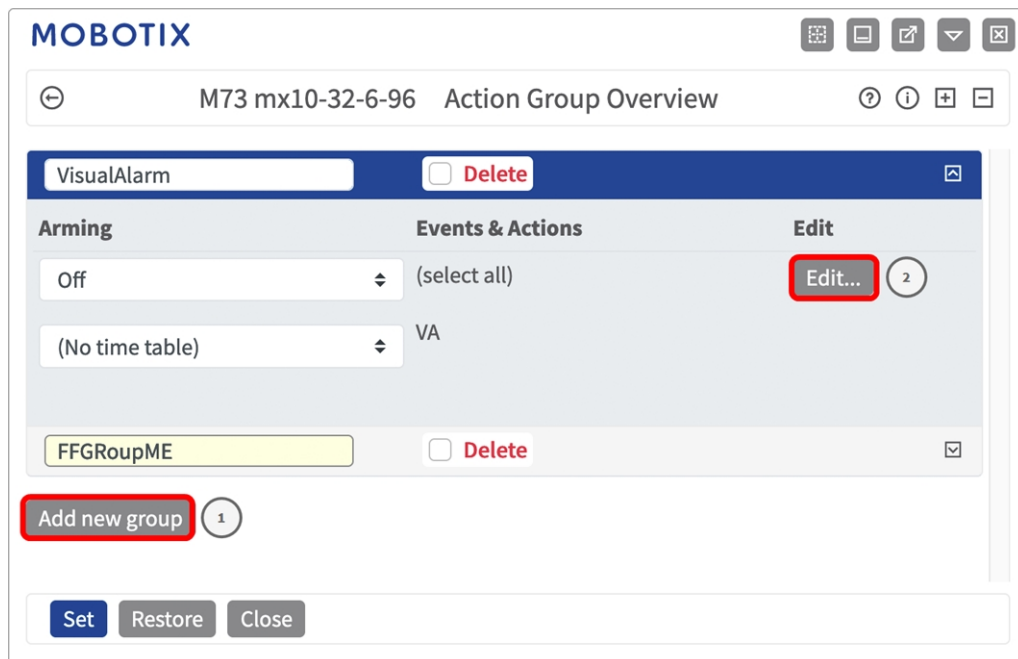 MOBOTIX
M73 mx10-32-6-96 Action Group Overview
VisualAlarm Delete
Arming Events & Actions Edit
Off (select all) Edit... 2
(No time table) VA
FFGRoupME Delete
Add new group 1
Set Restore Close